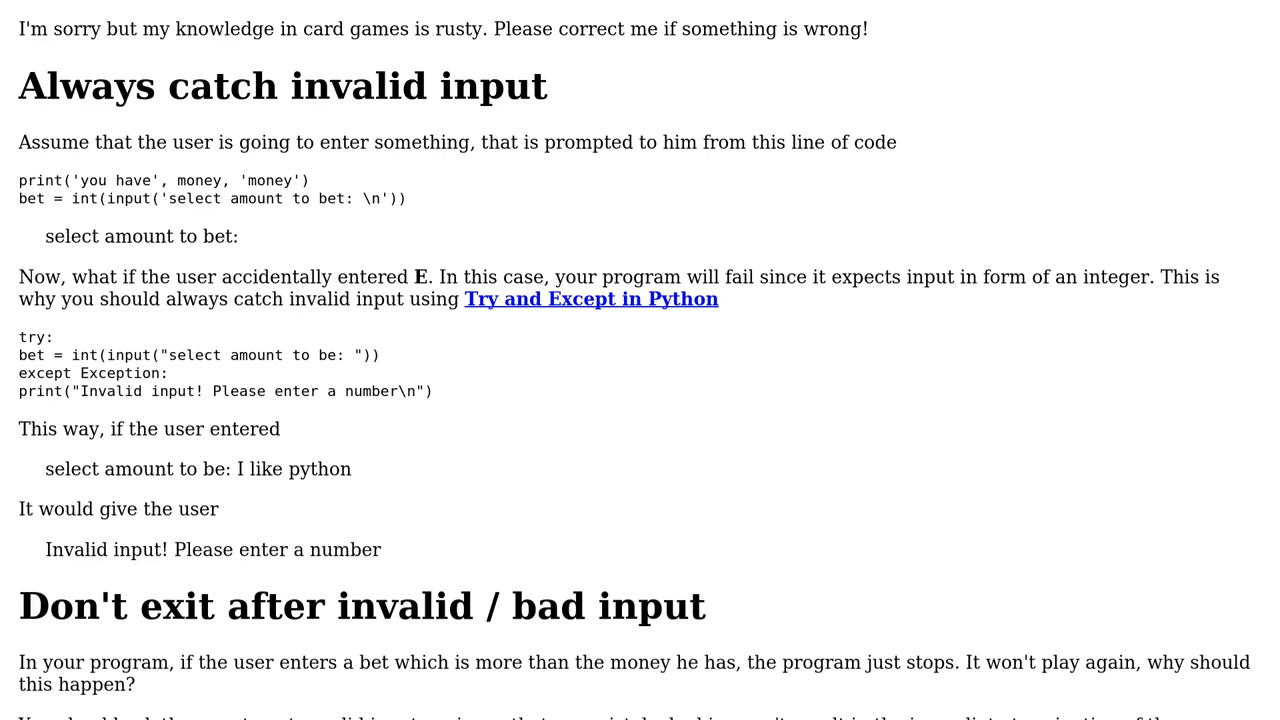 I'm sorry but my knowledge in card games is rusty. Please correct me if something is wrong!
Always catch invalid input
Assume that the user is going to enter something, that is prompted to him from this line of code
print('you have', money, 'money')
bet = int(input('select amount to bet: \n'))
select amount to bet:
Now, what if the user accidentally entered E. In this case, your program will fail since it expects input in form of an integer. This is
why you should always catch invalid input using Try and Except in Python
try:
bet = int(input("select amount to be: "))
except Exception:
print("Invalid input! Please enter a number\n")
This way, if the user entered
select amount to be: I like python
It would give the user
Invalid input! Please enter a number
Don't exit after invalid / bad input
In your program, if the user enters a bet which is more than the money he has, the program just stops. It won't play again, why should
this happen?